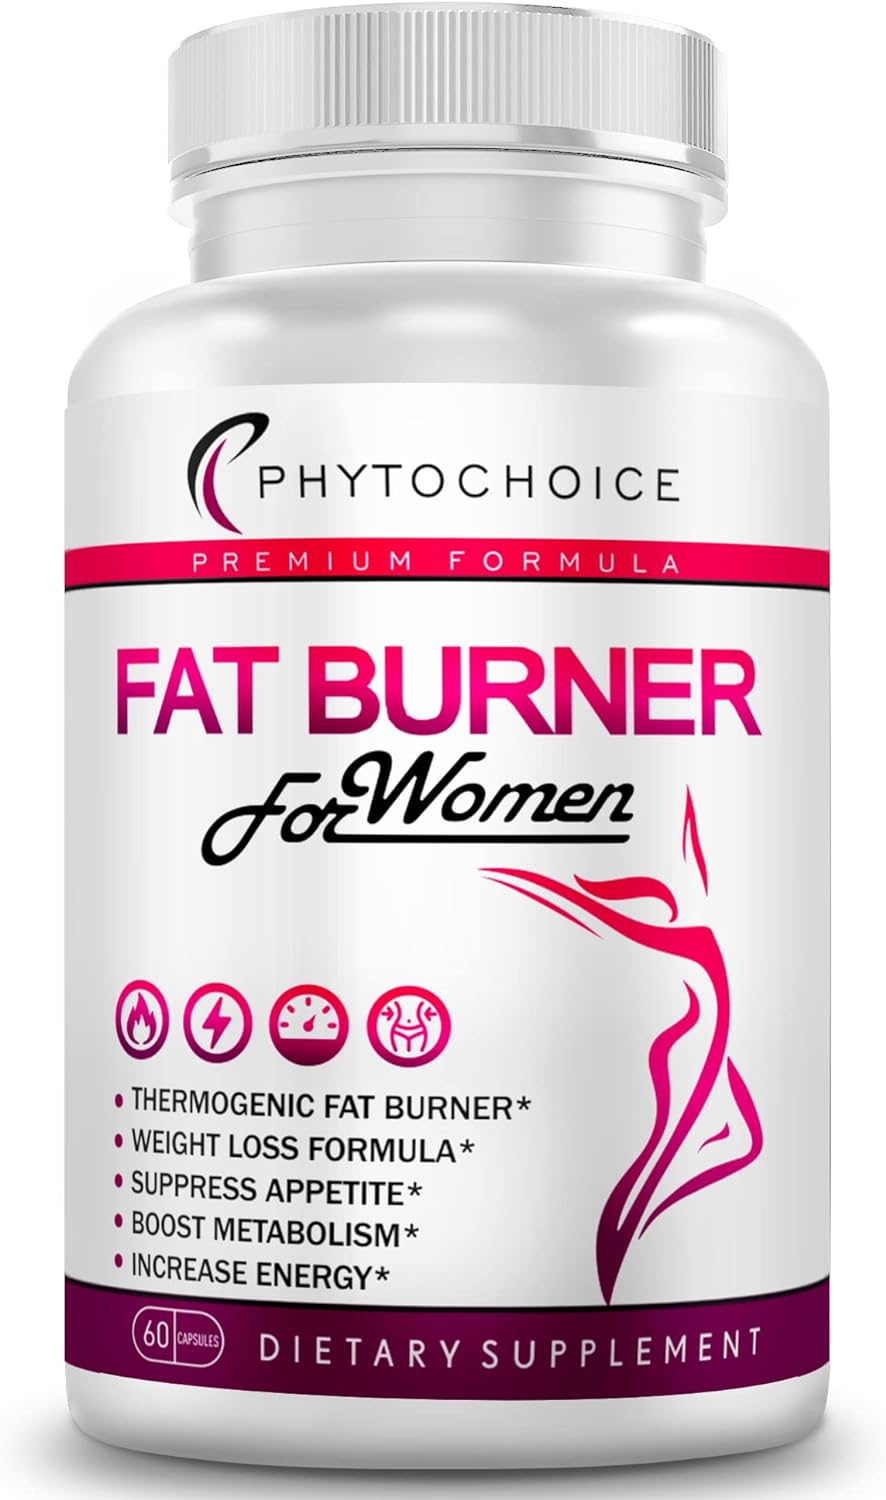 PHYTOCHOICE
PREMIUM FORMULA
FAT BURNER
For Women
• THERMOGENIC FAT BURNER*
• WEIGHT LOSS FORMULA*
• SUPPRESS APPETITE*
• BOOST METABOLISM*
• INCREASE ENERGY*
60 CAPSULES DIETARY SUPPLEMENT